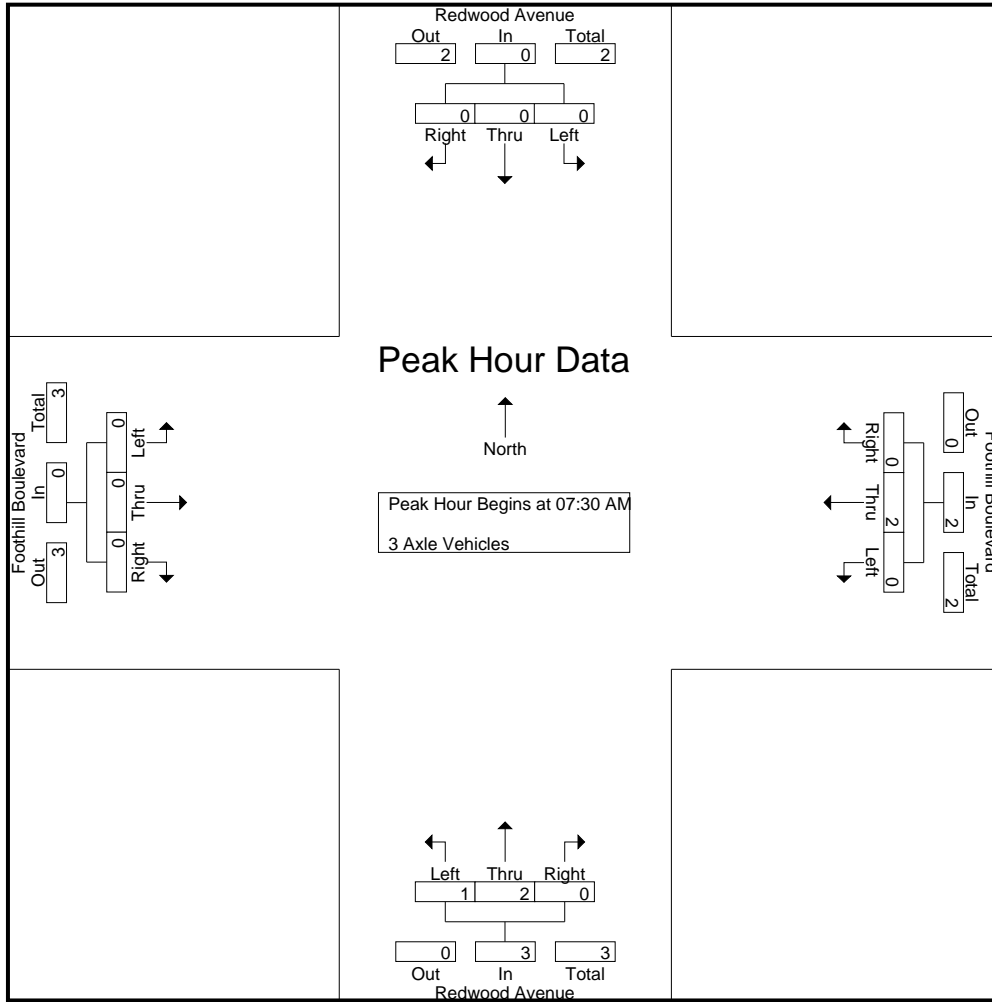 Redwood Avenue
Out In Total
2 0 2
0 0 0
Right Thru Left
Peak Hour Data
North
Peak Hour Begins at 07:30 AM
3 Axle Vehicles
Foothill Boulevard
Out In Total
3 0 3
0 0 0
Left Thru Right
Foothill Boulevard
Out In Total
0 2 2
0 2 0
Right Thru Left
Left Thru Right
1 2 0
0 3 3
Out In Total
Redwood Avenue